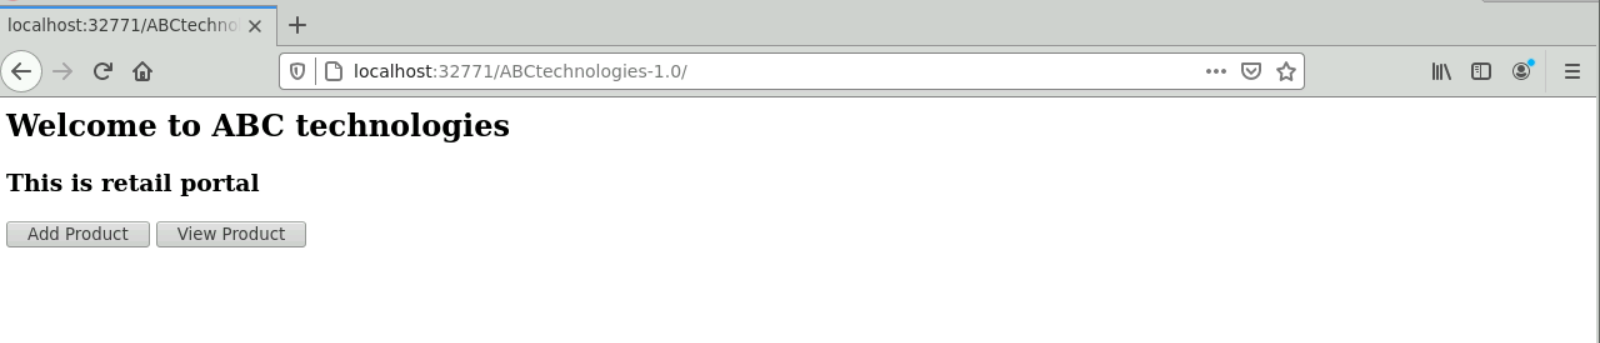 localhost:32771/ABCtechno
localhost:32771/ABCtechnologies-1.0/
Welcome to ABC technologies
This is retail portal
Add Product View Product